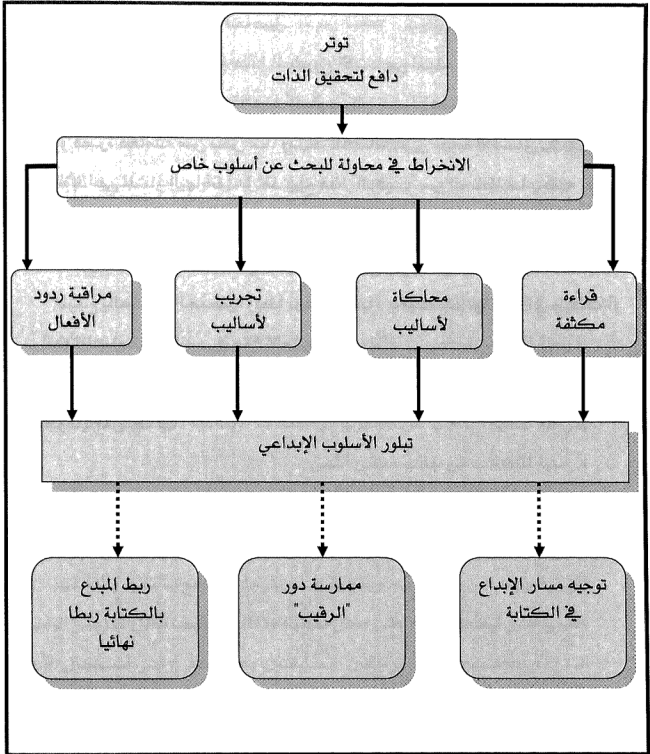 توتر
دافع لتحقيق الذات
الانخراط في محاولة للبحث عن أسلوب خاص
قراءة
مكثفة
محاكاة
لأساليب
تجريب
لأساليب
مراقبة ردود
الأفعال
تبلور الأسلوب الإبداعي
توجيه مسار الإبداع
في الكتابة
ممارسة دور
"الرقيب"
ربط المبدع
بالكتابة ربطا
نهائيا